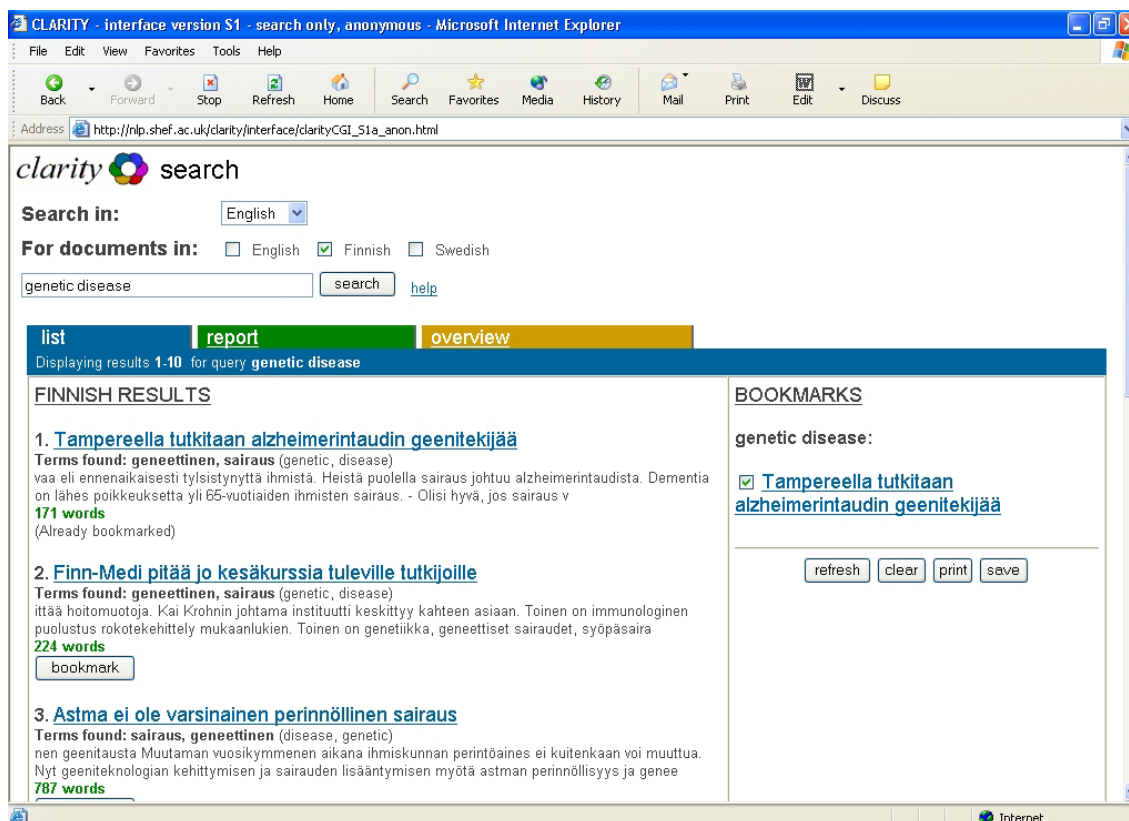 CLARITY - interface version S1 - search only, anonymous - Microsoft Internet Explorer
File Edit View Favorites Tools Help
Back Forward Stop Refresh Home Search Favorites Media History Mail Print Edit Discuss
Address http://nlp.shef.ac.uk/clarity/interface/clarityCGI_S1a_anon.html
clarity search
Search in: English
For documents in: English Finnish Swedish
genetic disease search help
list report overview
Displaying results 1-10 for query genetic disease
FINNISH RESULTS
1. Tampereella tutkitaan alzheimerintaudin geenitekijää
Terms found: geneettinen, sairaus (genetic, disease)
vaa eli ennenaikaisesti tylsistynyttä ihmistä. Heistä puolella sairaus johtuu alzheimerintaudista. Dementia
on lähes poikkeuksetta yli 65-vuotiaiden ihmisten sairaus. - Olisi hyvä, jos sairaus v
171 words
(Already bookmarked)
2. Finn-Medi pitää jo kesäkurssia tuleville tutkijoille
Terms found: geneettinen, sairaus (genetic, disease)
ittää hoitomuotoja. Kai Krohnin johtama instituutti keskittyy kahteen asiaan. Toinen on immunologinen
puolustus rokotekehittely mukaanlukien. Toinen on genetiikka, geneettiset sairaudet, syöpäsaira
224 words
bookmark
3. Astma ei ole varsinainen perinnöllinen sairaus
Terms found: sairaus, geneettinen (disease, genetic)
nen geenitausta Muutaman vuosikymmenen aikana ihmiskunnan perintöaines ei kuitenkaan voi muuttua.
Nyt geeniteknologian kehittymisen ja sairauden lisääntymisen myötä astman perinnöllisyys ja genee
787 words
BOOKMARKS
genetic disease:
Tampereella tutkitaan
alzheimerintaudin geenitekijää
refresh clear print save
Internet